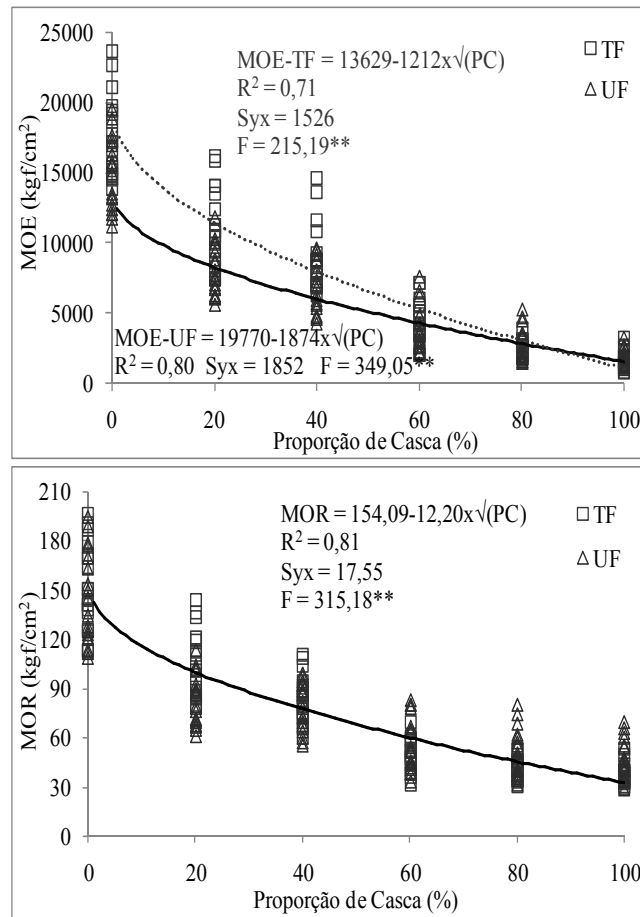 MOE-TF = 13629-1212x√(PC)
R² = 0,71
Syx = 1526
F = 215,19**
□ TF
△ UF
25000
20000
15000
10000
5000
0
MOE (kgf/cm²)
MOE-UF = 19770-1874x√(PC)
R² = 0,80 Syx = 1852 F = 349,05**
0 20 40 60 80 100
Proporção de Casca (%)
MOR = 154,09-12,20x√(PC)
R² = 0,81
Syx = 17,55
F = 315,18**
□ TF
△ UF
210
180
150
120
90
60
30
0
MOR (kgf/cm²)
0 20 40 60 80 100
Proporção de Casca (%)